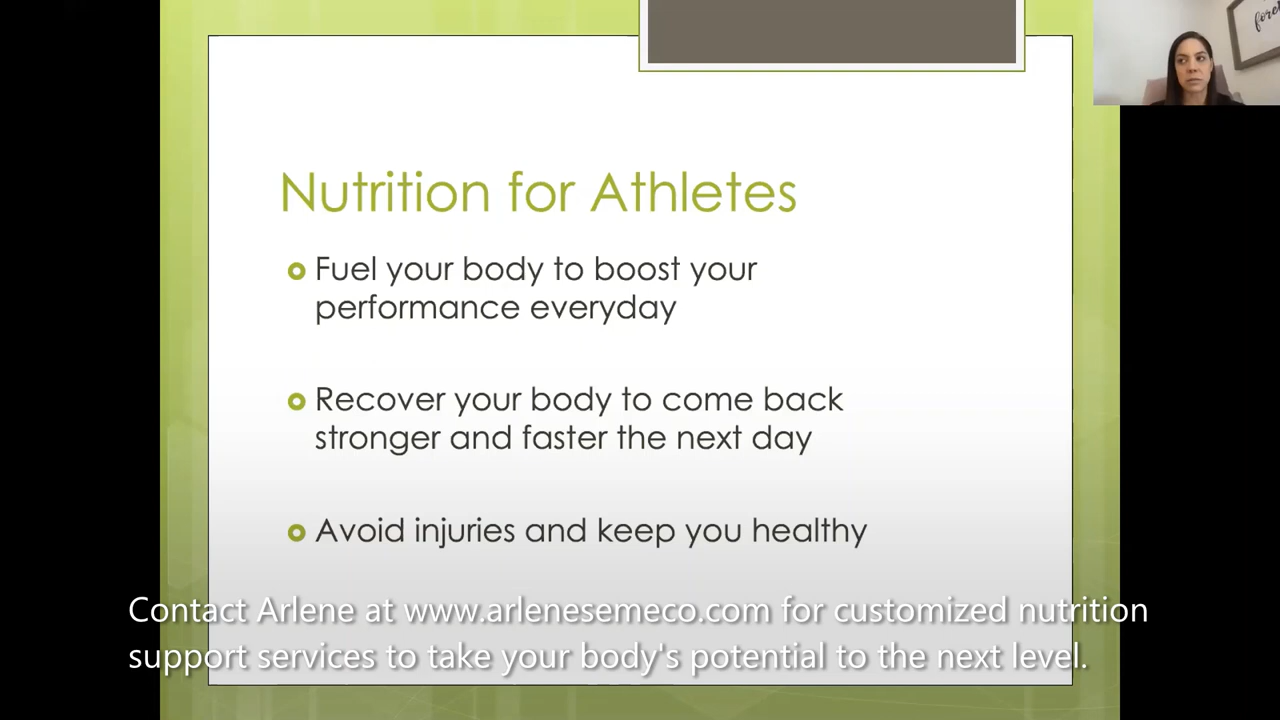 Nutrition for Athletes
Fuel your body to boost your
performance everyday
Recover your body to come back
stronger and faster the next day
Avoid injuries and keep you healthy
Contact Arlene at www.arlenesemeco.com for customized nutrition
support services to take your body's potential to the next level.